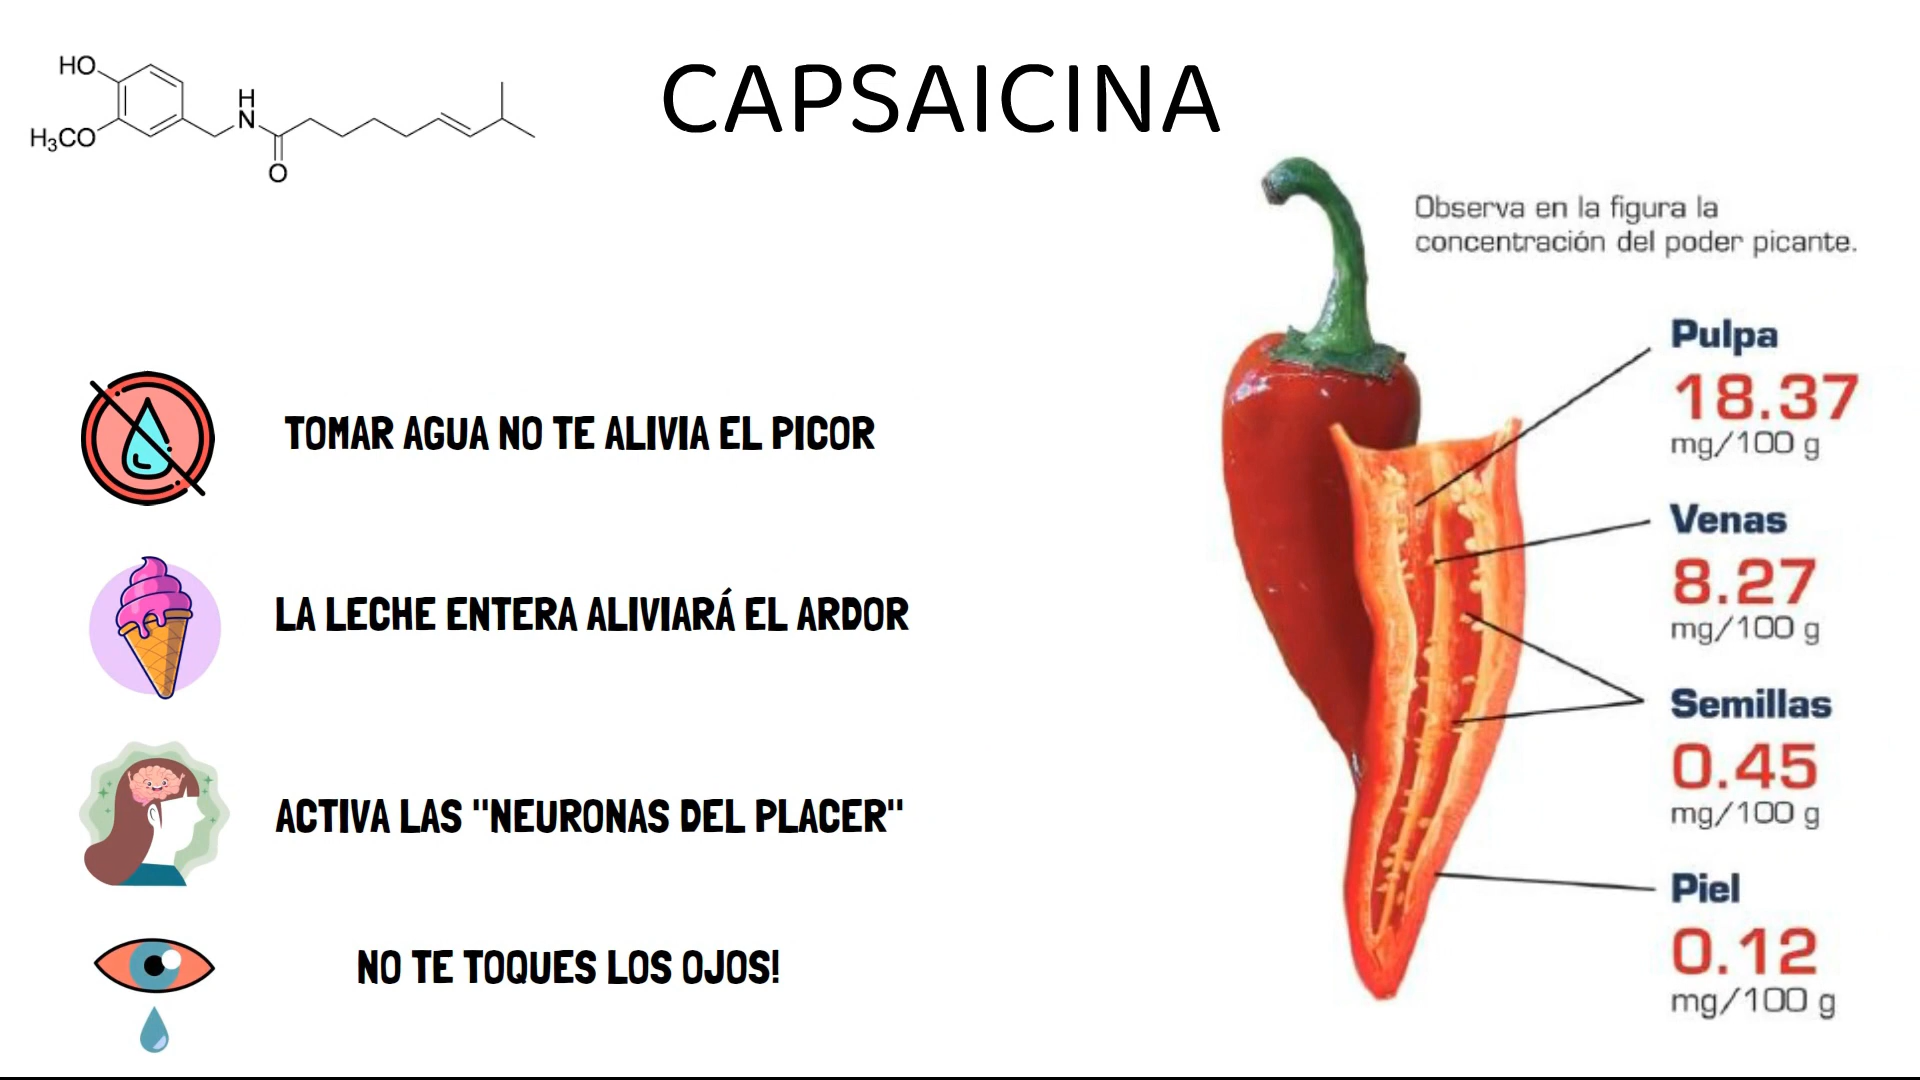 HO
H₃CO
H
N
O
CAPSAICINA
Observa en la figura la
concentración del poder picante.
TOMAR AGUA NO TE ALIVIA EL PICOR
LA LECHE ENTERA ALIVIARÁ EL ARDOR
ACTIVA LAS "NEURONAS DEL PLACER"
NO TE TOQUES LOS OJOS!
Pulpa
18.37
mg/100 g
Venas
8.27
mg/100 g
Semillas
0.45
mg/100 g
Piel
0.12
mg/100 g